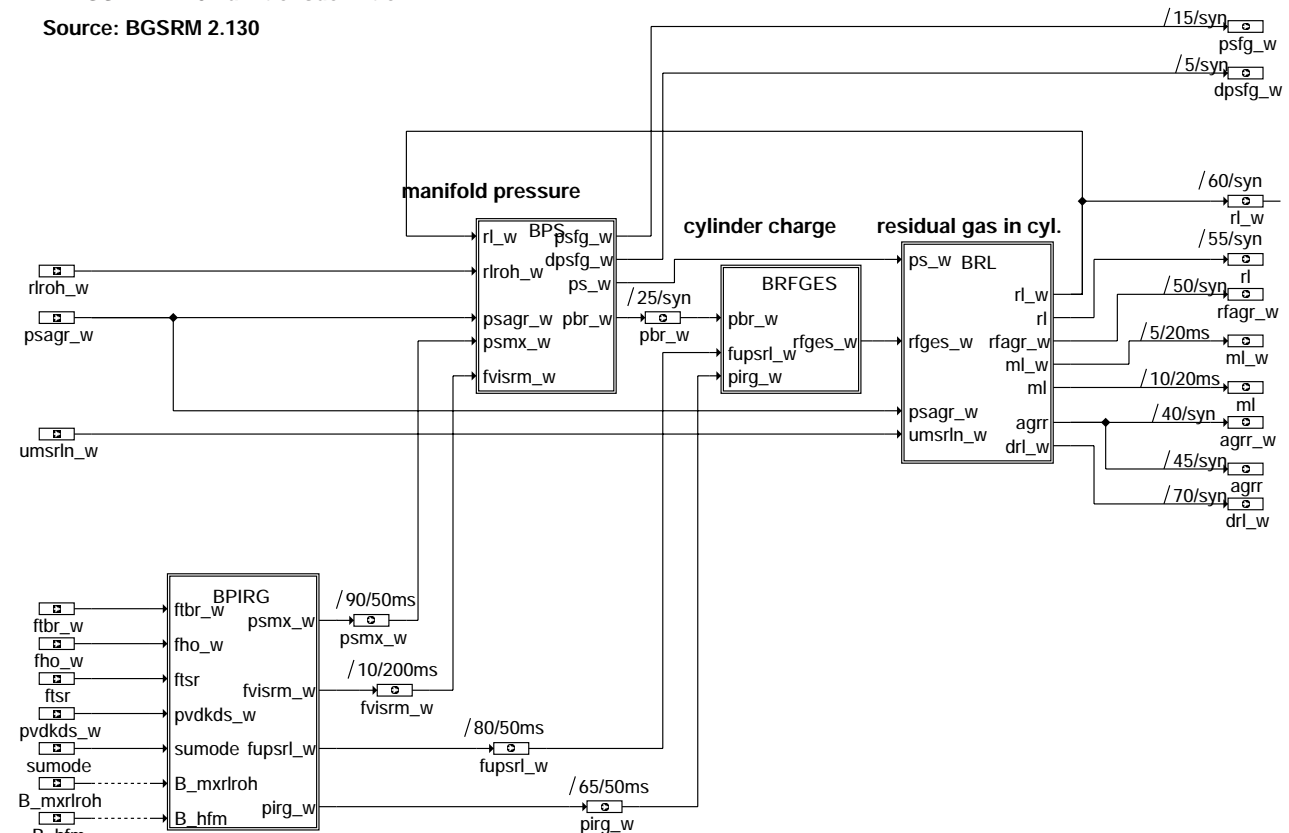 Source: BGSRM 2.130
/15/syn
psfg_w
/5/syn
dpsfg_w
manifold pressure
/60/syn
rl_w
cylinder charge
residual gas in cyl.
BPS
rl_w
psfg_w
rlroh_w
dpsfg_w
ps_w
psagr_w
pbr_w
psmx_w
fvisrm_w
rlroh_w
psagr_w
umsrln_w
/25/syn
pbr_w
BRFGES
pbr_w
rfges_w
fupsrl_w
pirg_w
ps_w
BRL
rl_w
rl
rfges_w
rfagr_w
ml_w
ml
psagr_w
agrr
umsrln_w
drl_w
/55/syn
rl
/50/syn
rfagr_w
/5/20ms
ml_w
/10/20ms
ml
/40/syn
agrr_w
/45/syn
agrr
/70/syn
drl_w
BPIRG
ftbr_w
psmx_w
fho_w
ftsr
fvisrm_w
pvdkds_w
sumode
fupsrl_w
B_mxrlroh
pirg_w
B_hfm
ftbr_w
fho_w
ftsr
pvdkds_w
sumode
B_mxrlroh
/90/50ms
psmx_w
/10/200ms
fvisrm_w
/80/50ms
fupsrl_w
/65/50ms
pirg_w